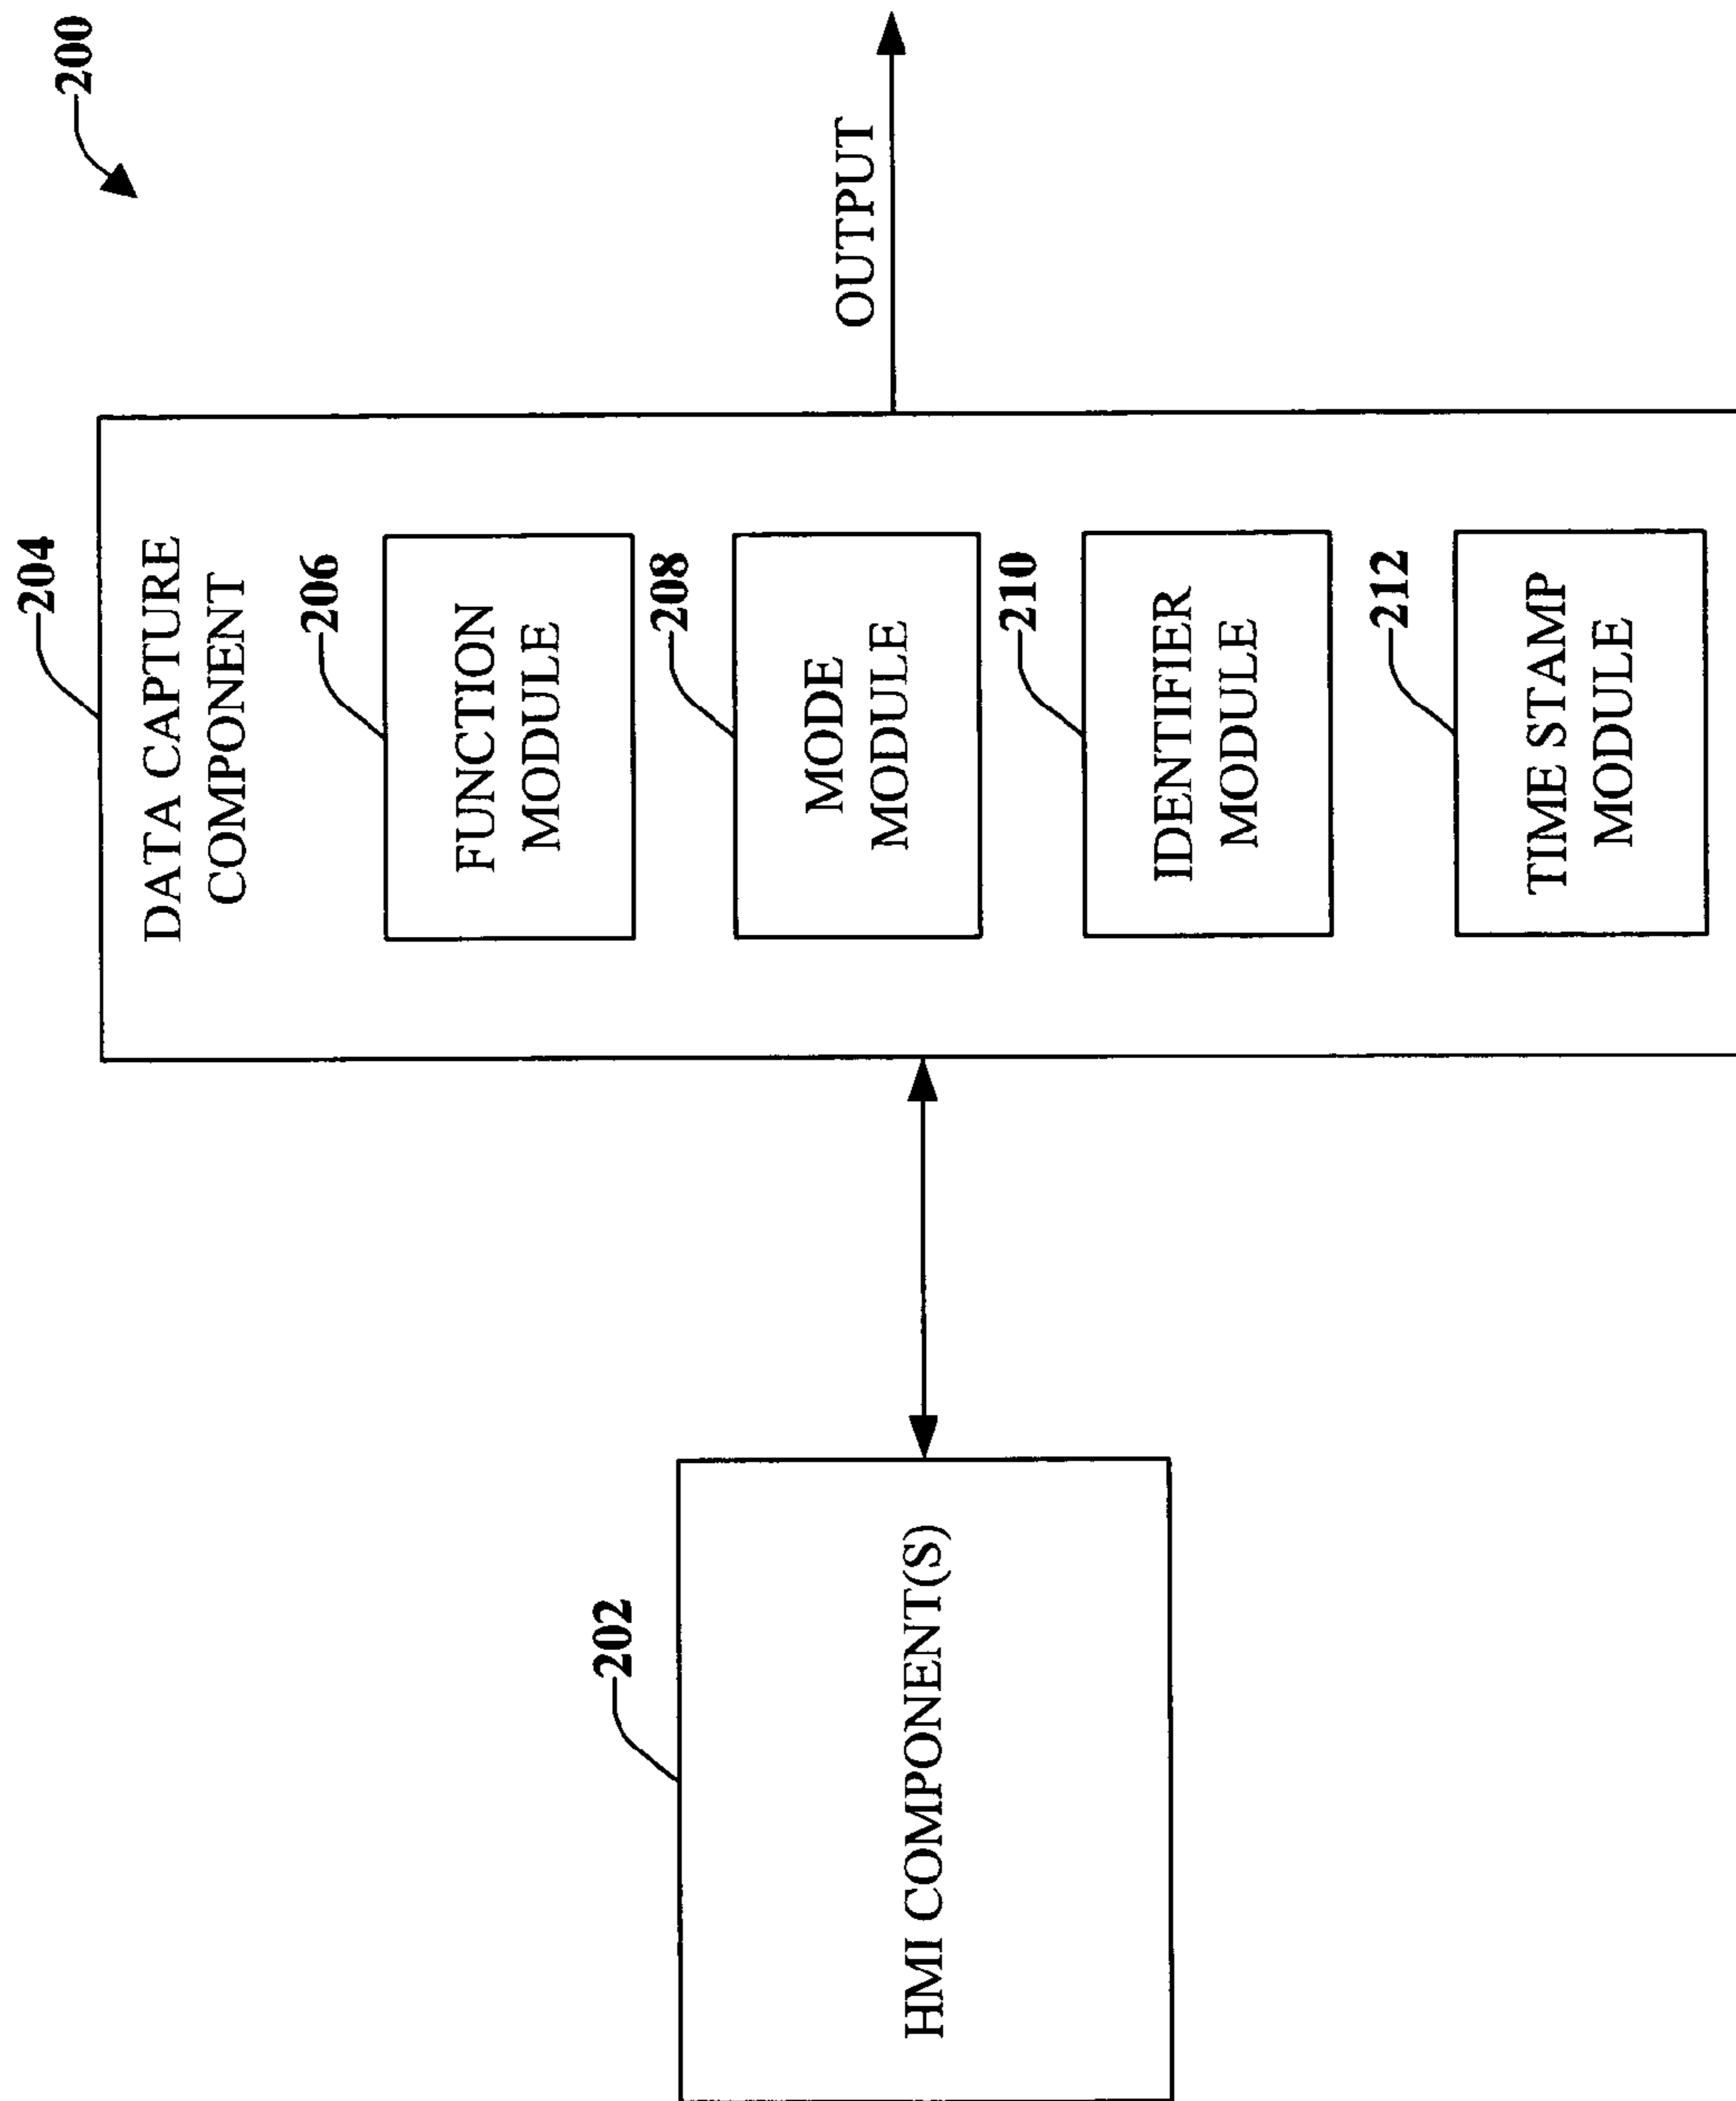 200
204
DATA CAPTURE
COMPONENT
206
FUNCTION
MODULE
208
MODE
MODULE
210
IDENTIFIER
MODULE
212
TIME STAMP
MODULE
202
HMI COMPONENT(S)
OUTPUT